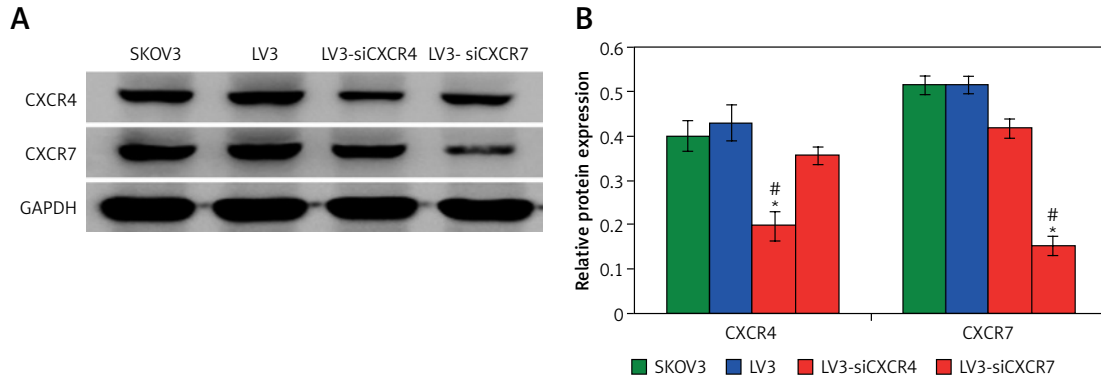 A
SKOV3 LV3 LV3-siCXCR4 LV3- siCXCR7
CXCR4
CXCR7
GAPDH
B
Relative protein expression
0.6
0.5
0.4
0.3
0.2
0.1
0
#
*
#
*
CXCR4 CXCR7
SKOV3 LV3 LV3-siCXCR4 LV3-siCXCR7